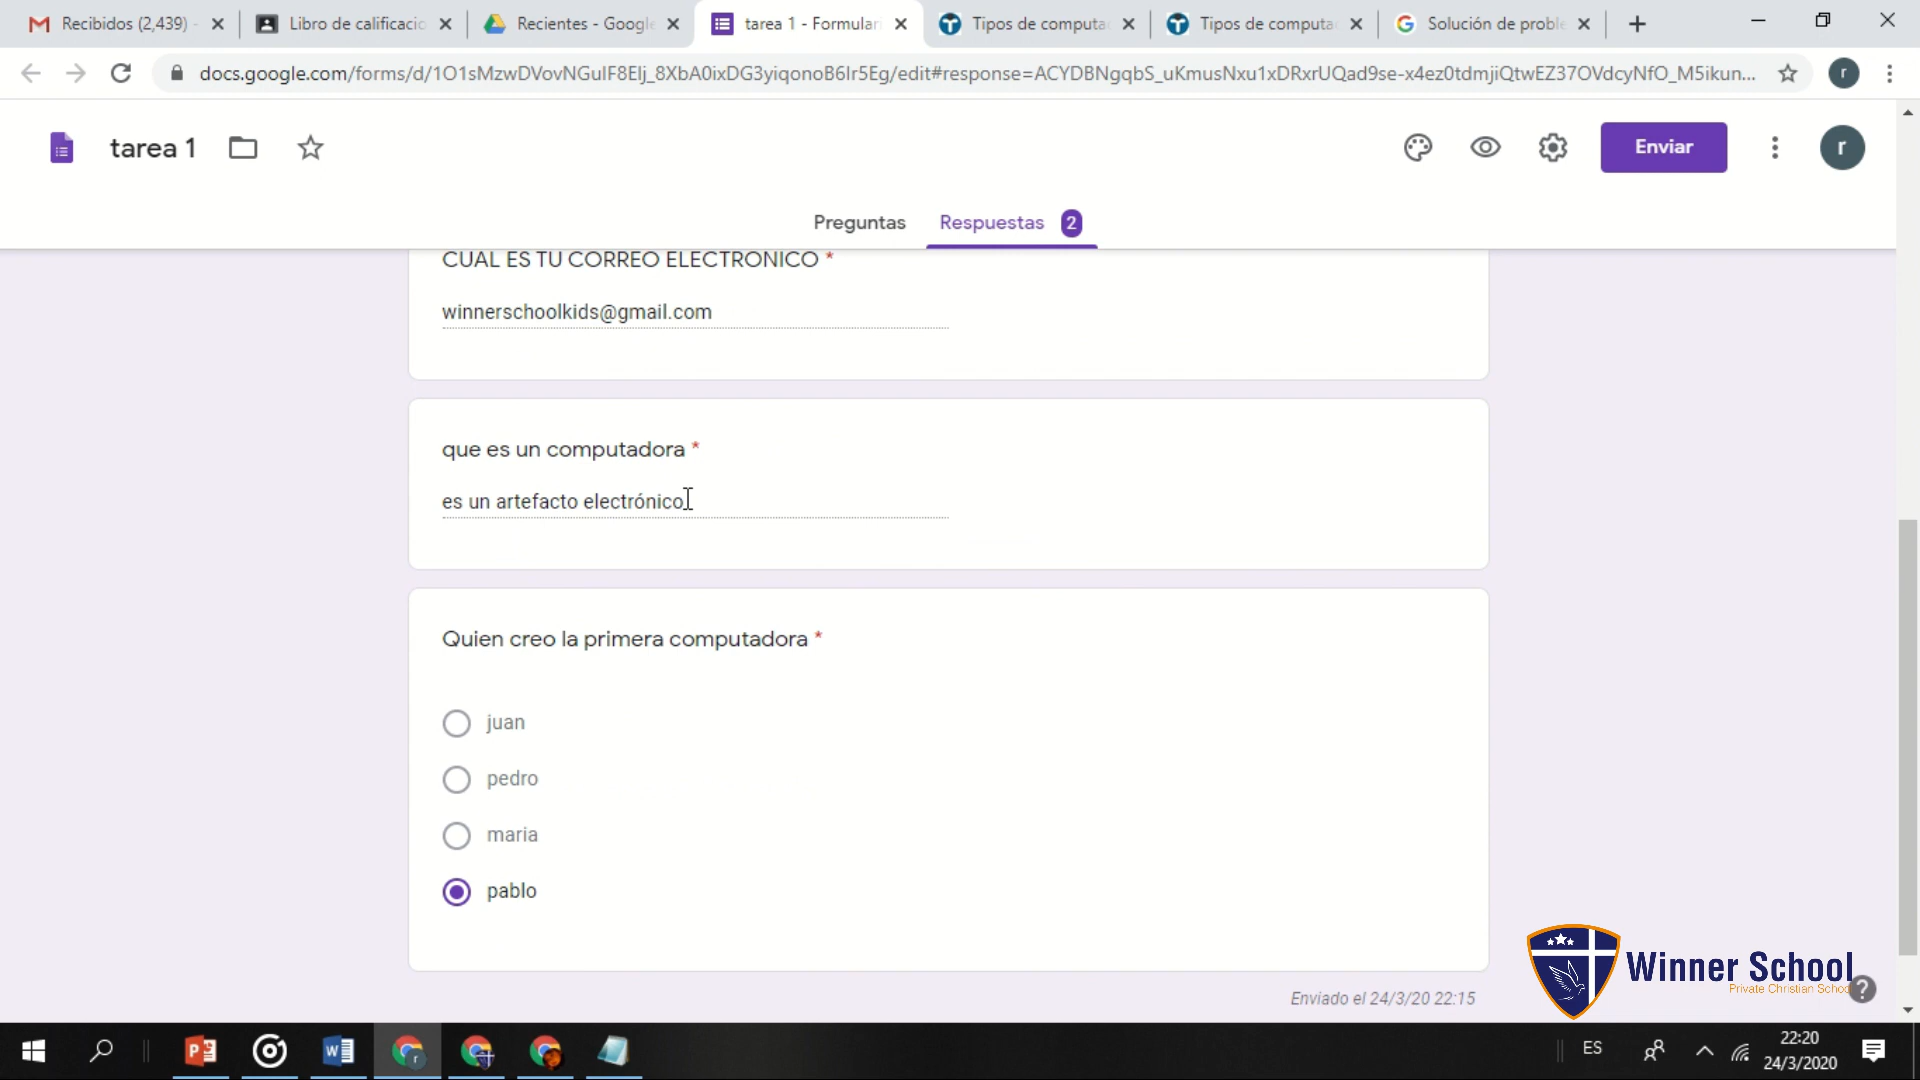 Recibidos (2,439) -
Libro de calificacio
Recientes - Google
tarea 1 - Formular
Tipos de computa
Tipos de computa
Solución de proble
docs.google.com/forms/d/1O1sMzwDVovNGulF8Elj_8XbA0ixDG3yiqonoB6Ir5Eg/edit#response=ACYDBNgqbS_uKmusNxu1xDRxrUQad9se-x4ez0tdmjiQtwEZ37OVdcyNfO_M5ikun...
r
tarea 1
Enviar
r
Preguntas
Respuestas 2
CUAL ES TU CORREO ELECTRONICO *
winnerschoolkids@gmail.com
que es un computadora *
es un artefacto electrónico
Quien creo la primera computadora *
juan
pedro
maria
pablo
Winner School
Private Christian School
Enviado el 24/3/20 22:15
ES
22:20
24/3/2020